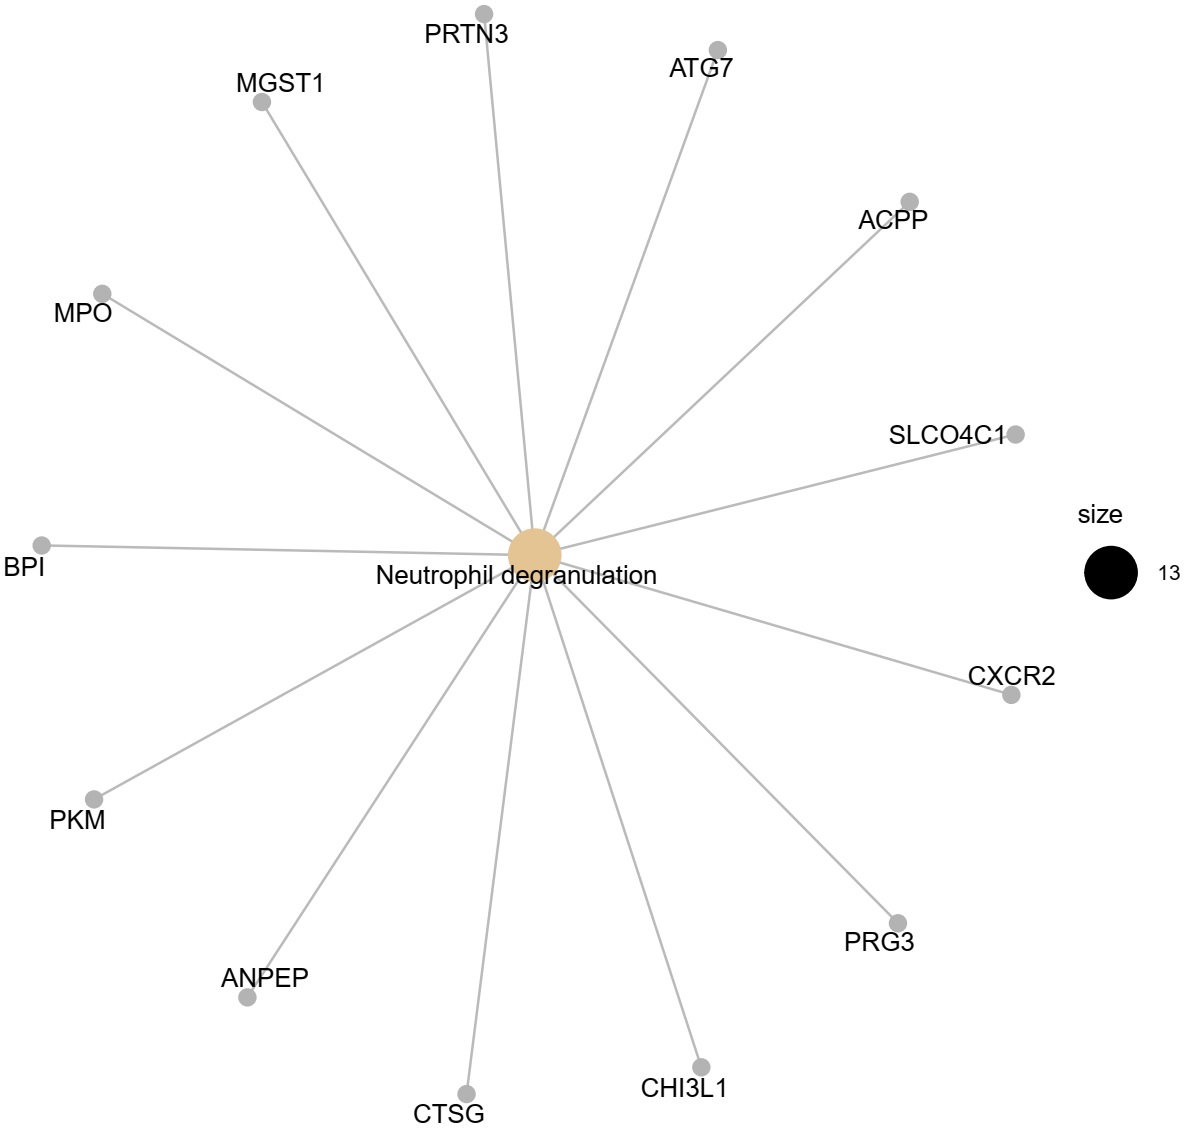 PRTN3
ATG7
MGST1
ACPP
MPO
SLCO4C1
size
13
BPI
Neutrophil degranulation
CXCR2
PKM
PRG3
ANPEP
CHI3L1
CTSG